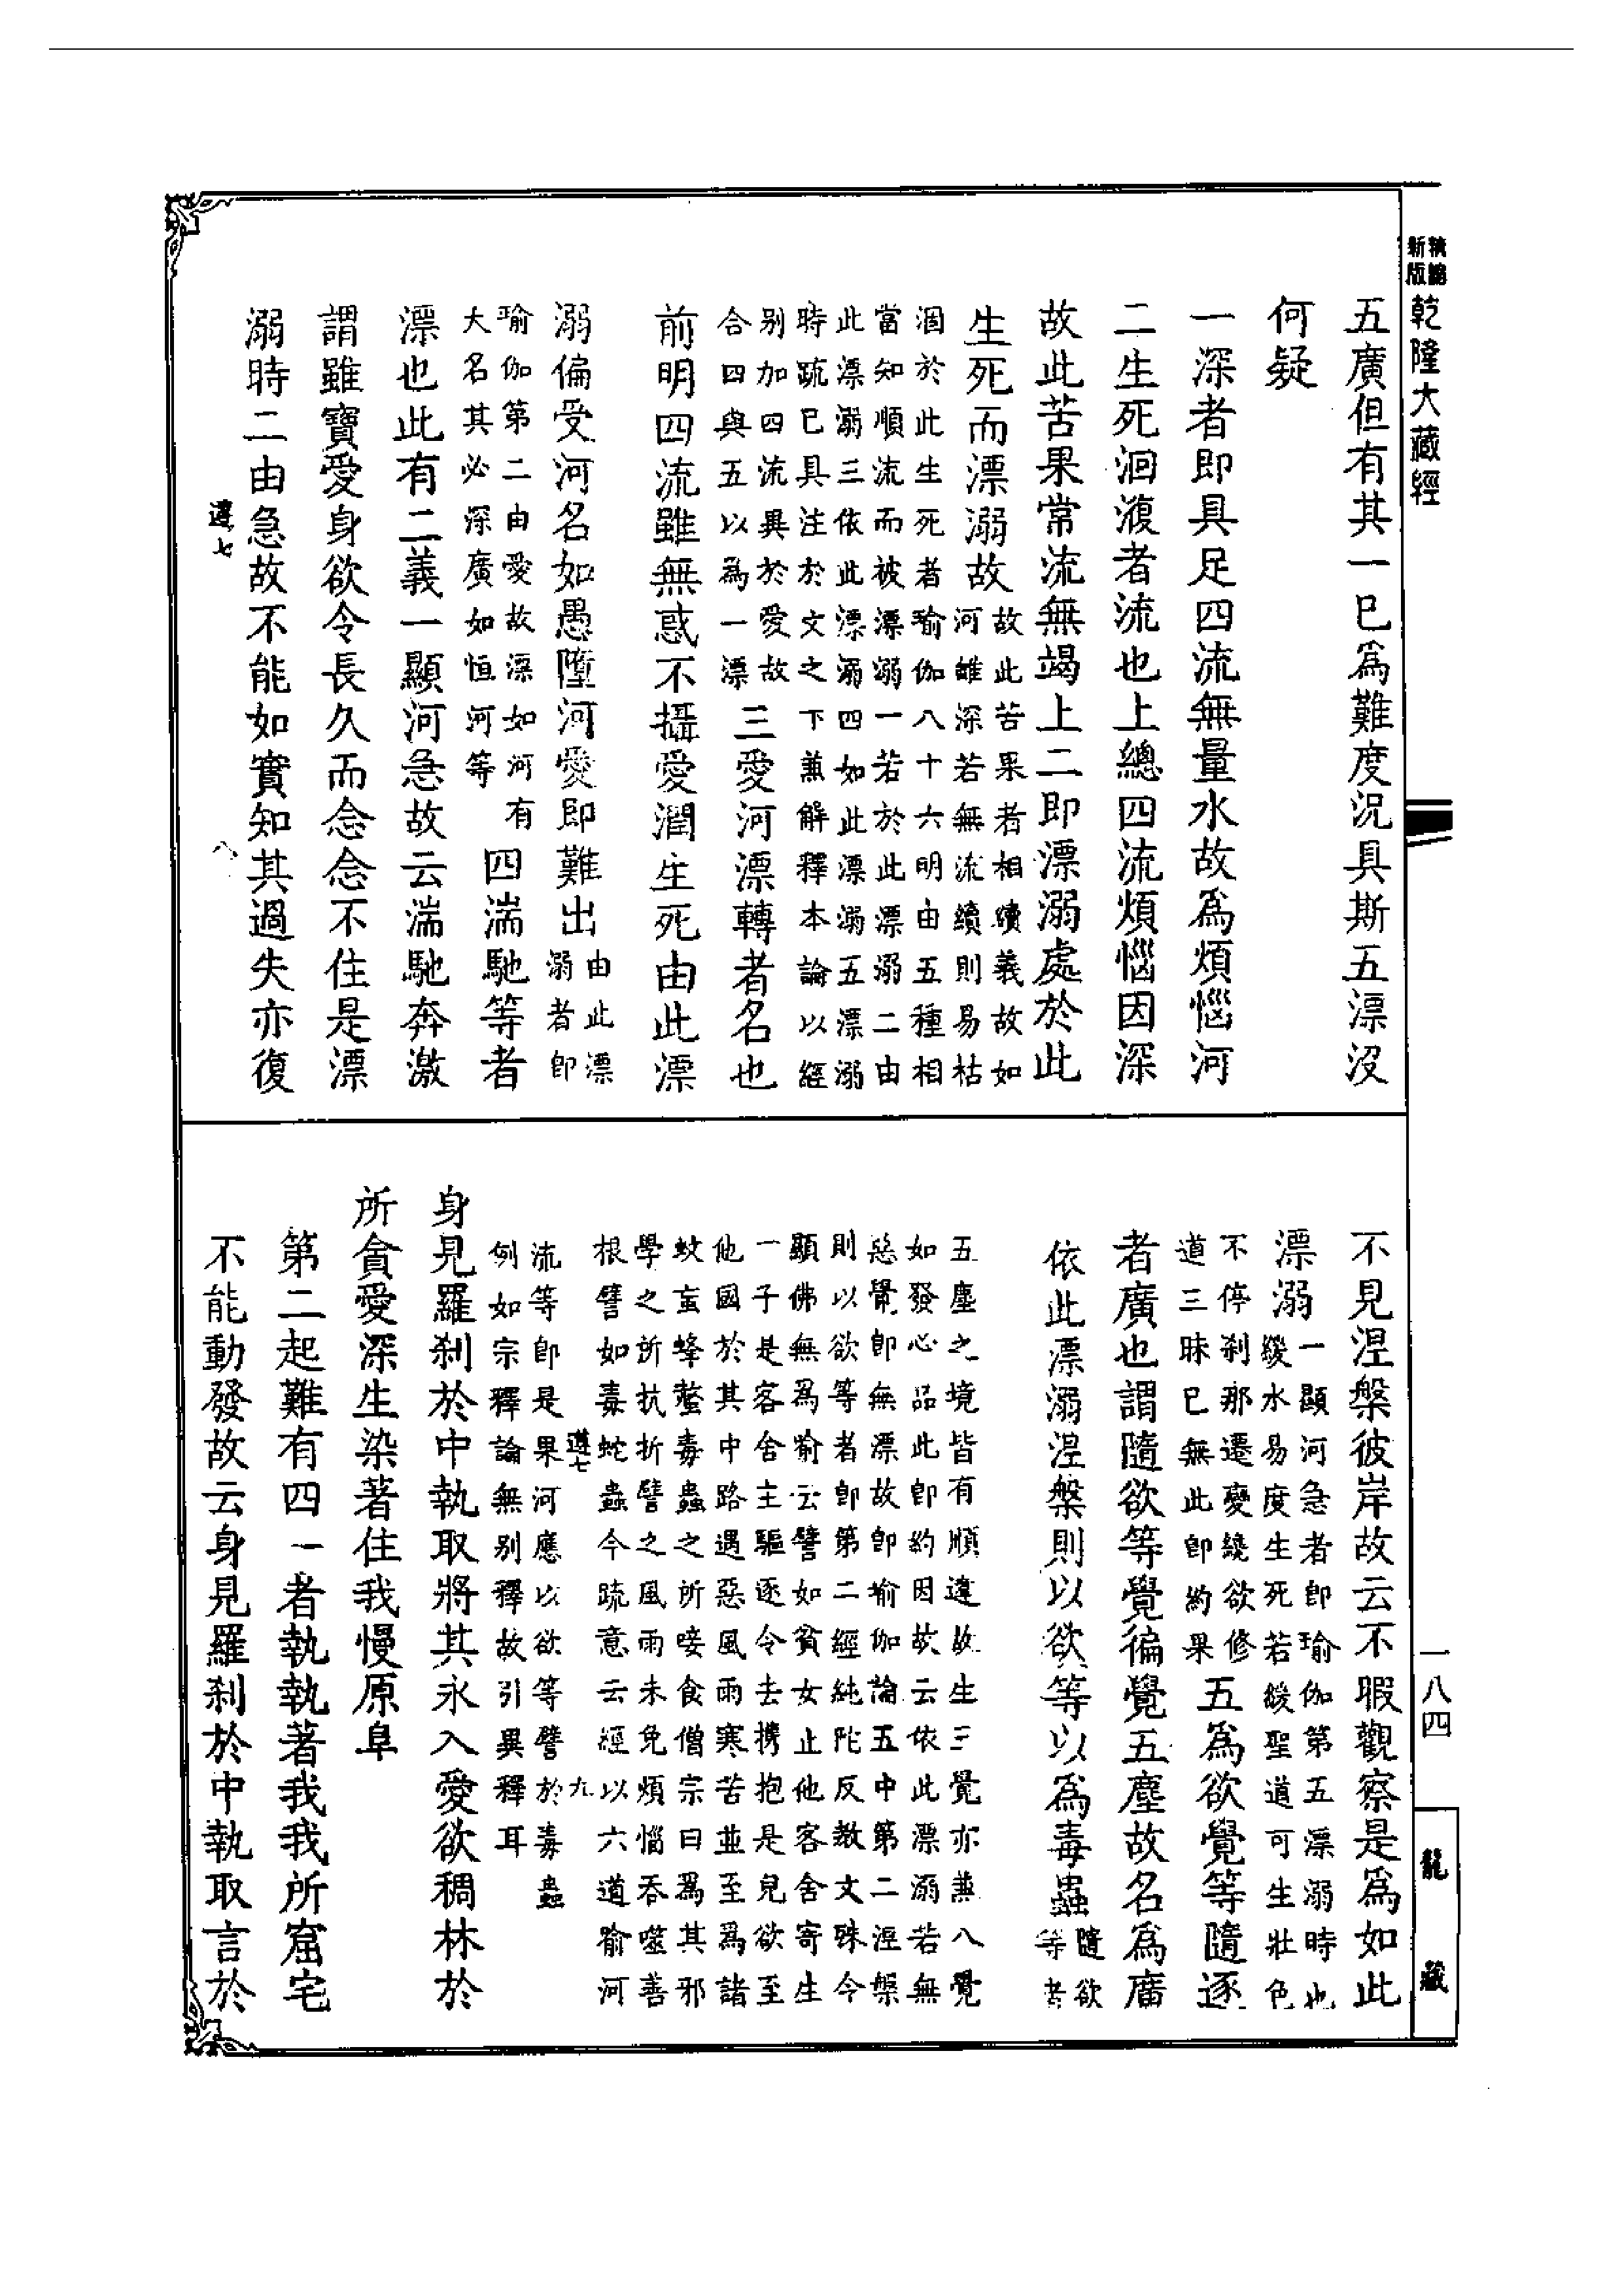 新版
精編
乾隆大藏經
五廣但有其一已爲難度況具斯五漂沒
何疑
一深者即具足四流無量水故爲煩惱河
二生死洄澓者流也上總四流煩惱因深
故此苦果常流無竭上二即漂溺處於此
生死而漂溺故
故此苦果者相續義故如
河雖深若無流續則易枯
涸於此生死者瑜伽八十六明由五種相
當知順流而被漂溺一若於此漂溺二由
此漂溺三依此漂溺四如此漂溺五漂溺
時疏已具注於文之下兼解釋本論以經
別加四流異於愛故
合四與五以爲一漂
三愛河漂轉者名也
前明四流雖無惑不攝愛潤生死由此漂
溺偏受河名如愚墮河愛即難出
由此漂
溺者即
瑜伽第二由愛故深如河有
大名其必深廣如恒河等
四湍馳等者
漂也此有二義一顯河急故云湍馳奔激
謂雖寶愛身欲令長久而念念不住是漂
溺時二由急故不能如實知其過失亦復
遵七
八
不見涅槃彼岸故云不暇觀察是爲如此
漂溺
一顯河急者即瑜伽第五漂溺時也
緩水易度生死若緩聖道可生壯色
不停剎那遷變纔欲修
道三昧已無此即約果
五爲欲覺等隨逐
者廣也謂隨欲等覺徧覺五塵故名爲廣
依此漂溺涅槃則以欲等以爲毒蟲
隨欲
等者
五塵之境皆有順違故生三覺亦兼八覺
如發心品此即約因故云依此漂溺若無
惡覺即無漂故即瑜伽論五中第二涅槃
則以欲等者即第二經純陀反教文殊今
顯佛無爲喻云譬如貧女止他客舍寄生
一子是客舍主驅逐令去攜抱是兒欲至
他國於其中路遇惡風雨寒苦並至爲諸
蚊虻蜂螫毒蟲之所唼食僧宗曰爲其邪
學之所抗折譬之風雨未免煩惱吞噬善
根譬如毒蛇蟲今疏意云經以六道喻河
遵七
九
流等即是果河應以欲等譬於毒蟲
例如宗釋論無別釋故引異釋耳
身見羅剎於中執取將其永入愛欲稠林於
所貪愛深生染著住我慢原阜
第二起難有四一者執執著我我所窟宅
不能動發故云身見羅剎於中執取言於
一八四
龍藏